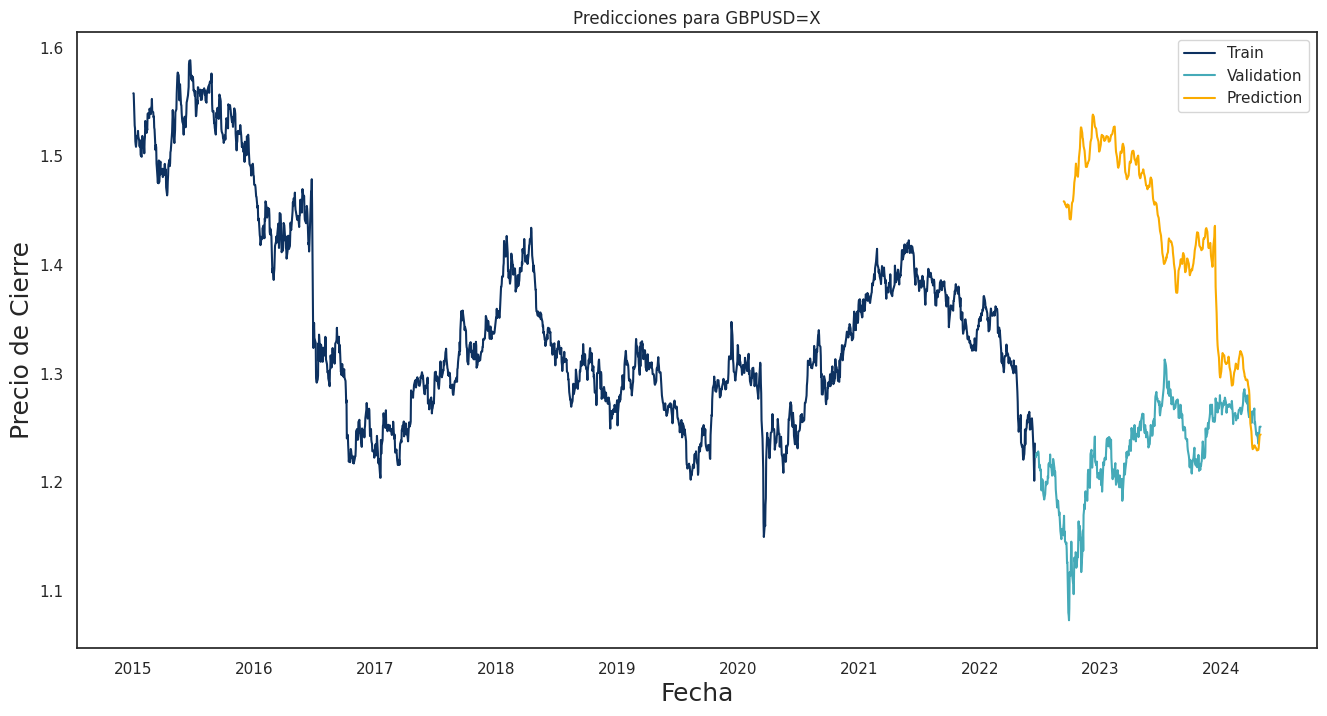 Predicciones para GBPUSD=X
Train
Validation
Prediction
Precio de Cierre
1.6
1.5
1.4
1.3
1.2
1.1
2015 2016 2017 2018 2019 2020 2021 2022 2023 2024
Fecha